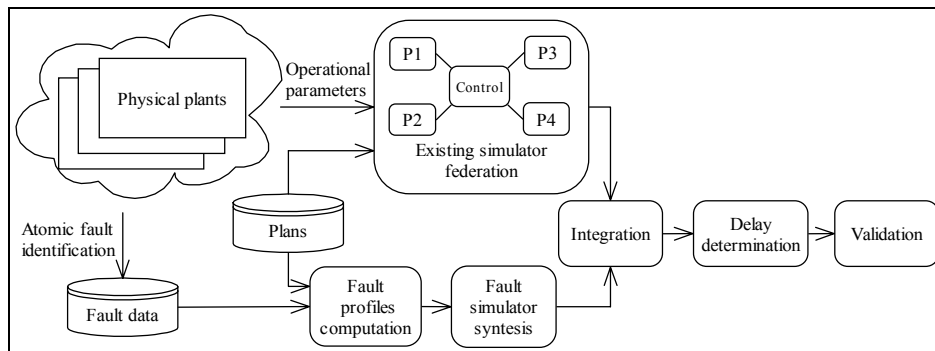 Physical plants
Operational
parameters
P1
P3
Control
P2
P4
Existing simulator
federation
Atomic fault
identification
Plans
Integration
Delay
determination
Validation
Fault data
Fault
profiles
computation
Fault
simulator
syntesis